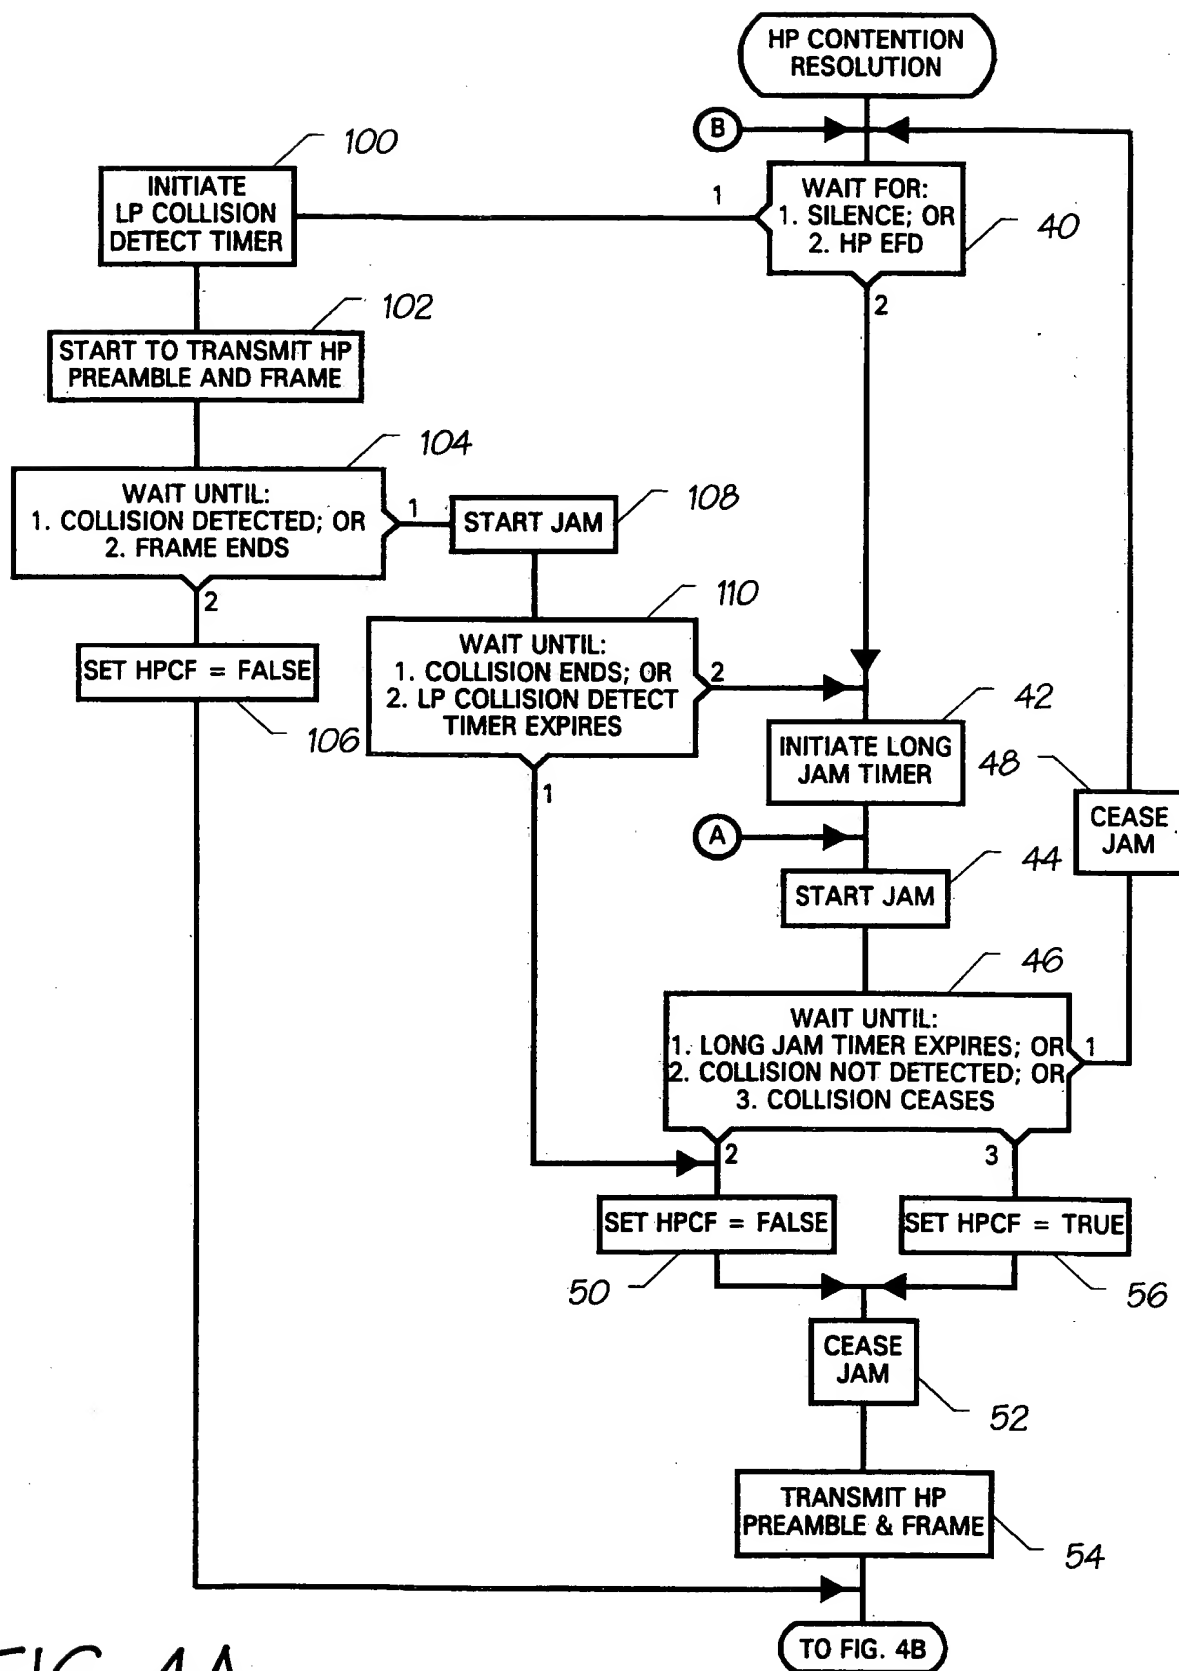 HP CONTENTION
RESOLUTION
B
100
INITIATE
LP COLLISION
DETECT TIMER
1
WAIT FOR:
1. SILENCE; OR
2. HP EFD
40
2
102
START TO TRANSMIT HP
PREAMBLE AND FRAME
104
WAIT UNTIL:
1. COLLISION DETECTED; OR
2. FRAME ENDS
1
START JAM
108
2
110
SET HPCF = FALSE
106
WAIT UNTIL:
1. COLLISION ENDS; OR
2. LP COLLISION DETECT
TIMER EXPIRES
2
1
42
INITIATE LONG
JAM TIMER
48
CEASE
JAM
A
44
START JAM
46
WAIT UNTIL:
1. LONG JAM TIMER EXPIRES; OR
2. COLLISION NOT DETECTED; OR
3. COLLISION CEASES
1
2
3
SET HPCF = FALSE
SET HPCF = TRUE
50
56
CEASE
JAM
52
TRANSMIT HP
PREAMBLE & FRAME
54
TO FIG. 4B
FIG. 4A